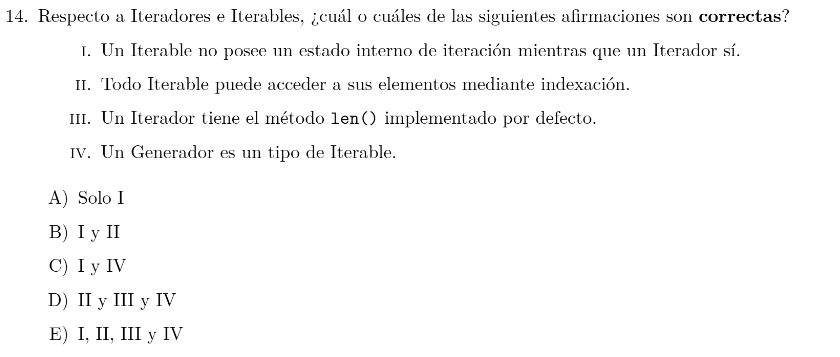 14. Respecto a Iteradores e Iterables, ¿cuál o cuáles de las siguientes afirmaciones son correctas?
I. Un Iterable no posee un estado interno de iteración mientras que un Iterador sí.
II. Todo Iterable puede acceder a sus elementos mediante indexación.
III. Un Iterador tiene el método len() implementado por defecto.
IV. Un Generador es un tipo de Iterable.
A) Solo I
B) I y II
C) I y IV
D) II y III y IV
E) I, II, III y IV